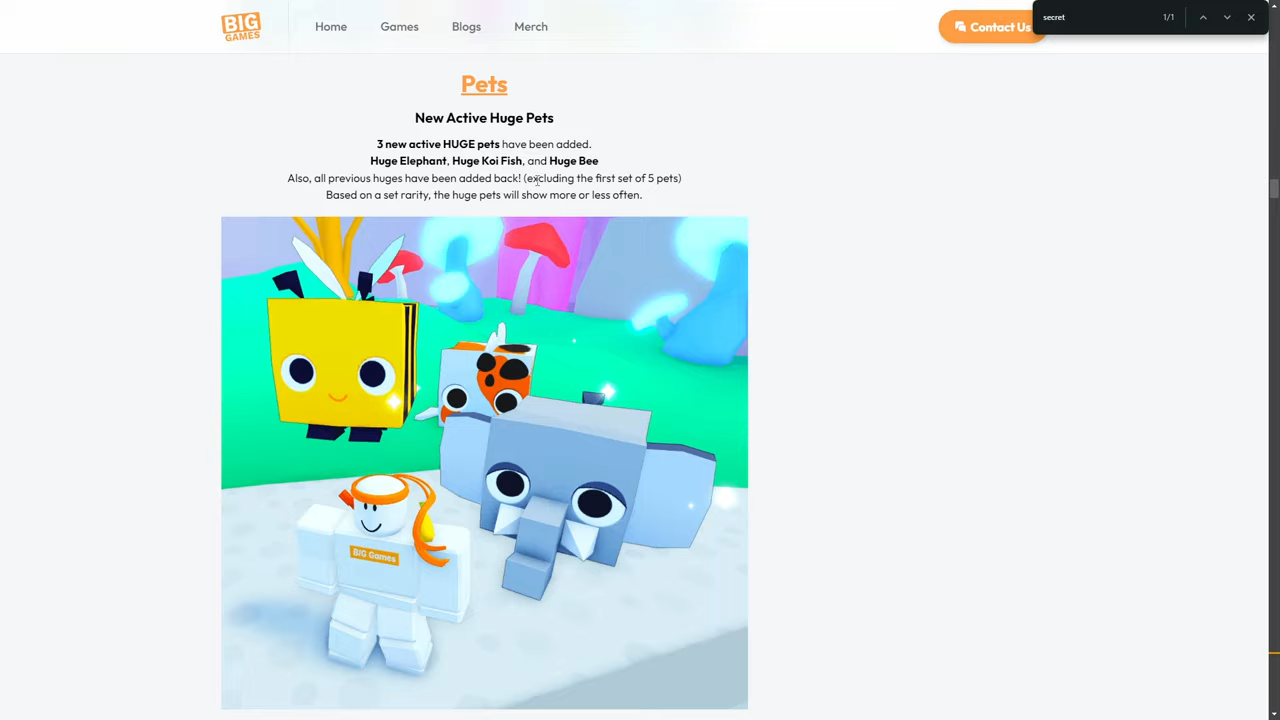 BIG
GAMES
Home
Games
Blogs
Merch
Contact Us
secret
1/1
Pets
New Active Huge Pets
3 new active HUGE pets have been added.
Huge Elephant, Huge Koi Fish, and Huge Bee
Also, all previous huges have been added back! (excluding the first set of 5 pets)
Based on a set rarity, the huge pets will show more or less often.
BIG Games